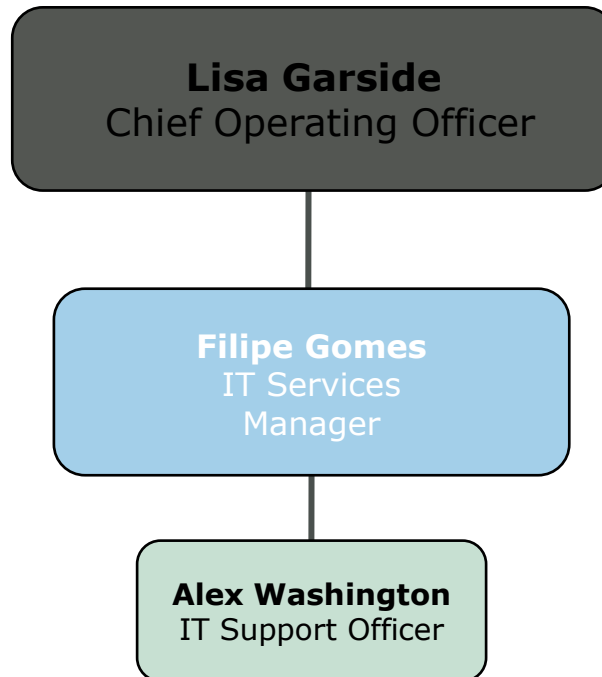 Lisa Garside
Chief Operating Officer
Filipe Gomes
IT Services
Manager
Alex Washington
IT Support Officer